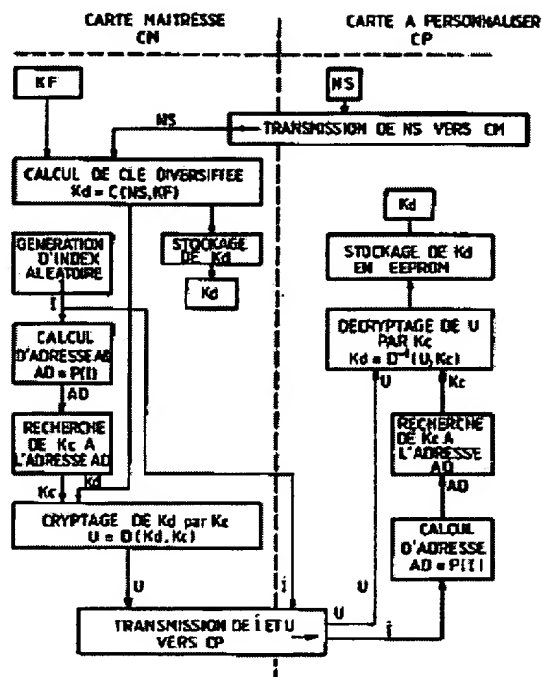 CARTE MAITRESSE
CM
CARTE A PERSONNALISER
CP
KF
NS
NS
TRANSMISSION DE NS VERS CM
CALCUL DE CLE DIVERSIFIEE
Kd = C(NS,KF)
Kd
GENERATION
D'INDEX
ALEATOIRE
STOCKAGE
DE Kd
STOCKAGE DE Kd
EN EEPROM
Kd
I
CALCUL
D'ADRESSE AD
AD = P(I)
DECRYPTAGE DE U
PAR Kc
Kd = D⁻¹(U,Kc)
AD
U
Kc
RECHERCHE
DE Kc A
L'ADRESSE AD
RECHERCHE
DE Kc A
L'ADRESSE
AD
Kc
Kd
AD
CRYPTAGE DE Kd par Kc
U = D(Kd,Kc)
CALCUL
D'ADRESSE
AD = P(I)
U
I
U
U
TRANSMISSION DE I ET U
VERS CP
I